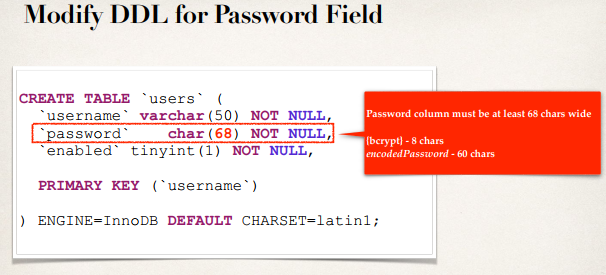 Modify DDL for Password Field
CREATE TABLE `users` (
`username` varchar(50) NOT NULL,
`password` char(68) NOT NULL,
`enabled` tinyint(1) NOT NULL,
PRIMARY KEY (`username`)
) ENGINE=InnoDB DEFAULT CHARSET=latin1;
Password column must be at least 68 chars wide
{bcrypt} - 8 chars
encodedPassword - 60 chars